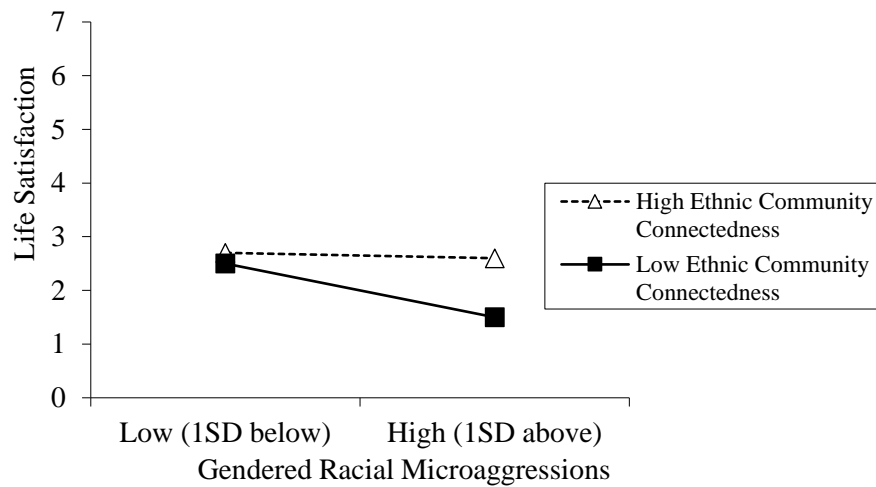 7
6
5
4
3
2
1
0
Life Satisfaction
High Ethnic Community
Connectedness
Low Ethnic Community
Connectedness
Low (1SD below) High (1SD above)
Gendered Racial Microaggressions